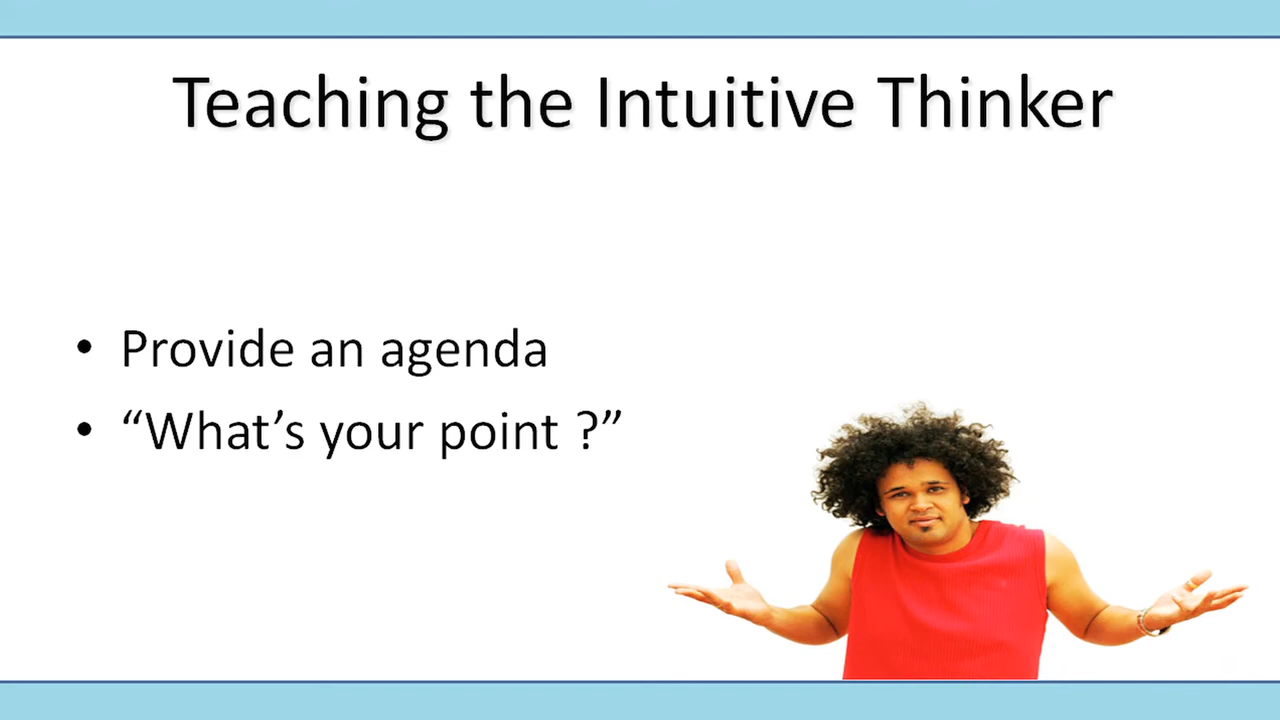 Teaching the Intuitive Thinker
• Provide an agenda
• “What’s your point ?”